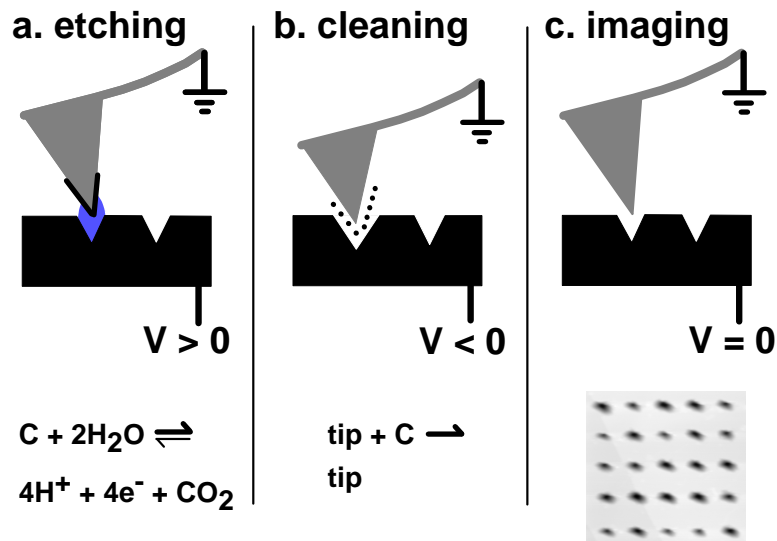 a. etching
b. cleaning
c. imaging
V > 0
V < 0
V = 0
C + 2H₂O ⇌
4H⁺ + 4e⁻ + CO₂
tip + C ⇀
tip